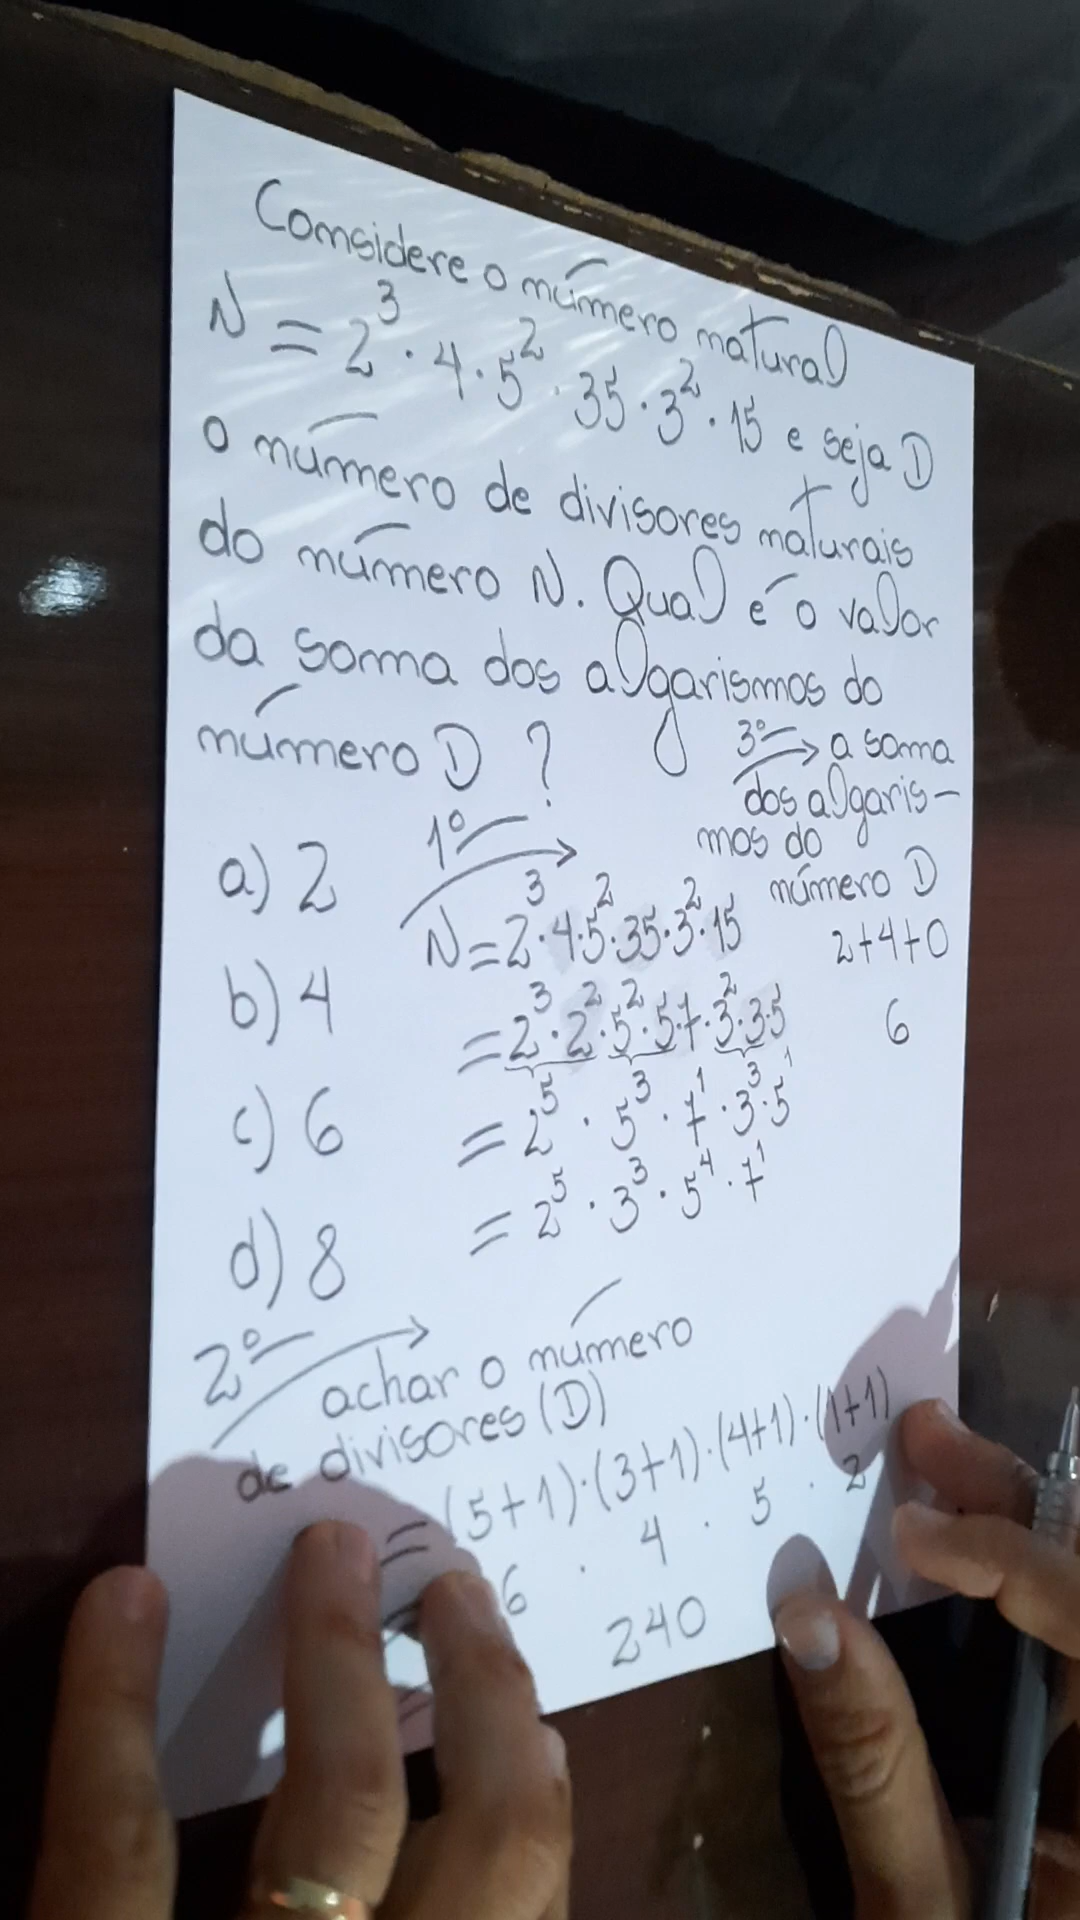 Considere o número natural
N = 2³ · 4 · 5² · 35 · 3² · 15 e seja D
o número de divisores naturais
do número N. Qual é o valor
da soma dos algarismos do
número D ?
a) 2
b) 4
c) 6
d) 8
1º
N = 2³ · 4 · 5² · 35 · 3² · 15
= 2³ · 2² · 5² · 5 · 7 · 3² · 3 · 5
= 2⁵ · 5³ · 7¹ · 3³ · 5¹
= 2⁵ · 3³ · 5⁴ · 7¹
2º
achar o número
de divisores (D)
= (5+1) · (3+1) · (4+1) · (1+1)
6 · 4 · 5 · 2
240
3º → a soma
dos algaris-
mos do
número D
2+4+0
6